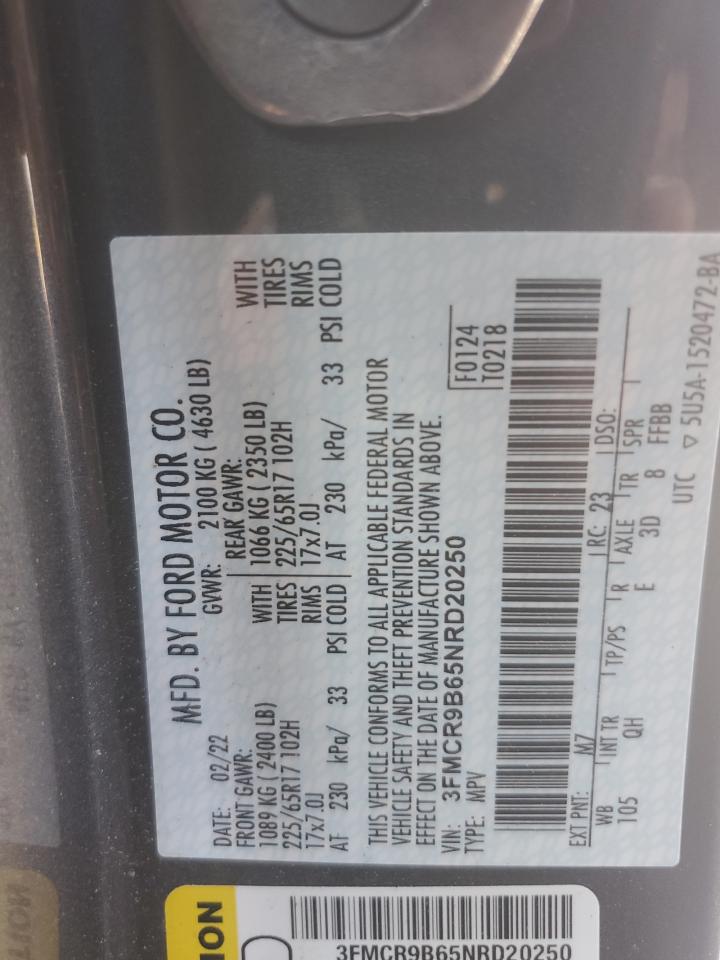 MFD. BY FORD MOTOR CO.
DATE: 02/22 GVWR: 2100 KG ( 4630 LB)
FRONT GAWR: REAR GAWR:
1089 KG ( 2400 LB) WITH 1066 KG ( 2350 LB) WITH
225/65R17 102H TIRES 225/65R17 102H TIRES
17x7.0J RIMS 17x7.0J RIMS
AT 230 kPa/ 33 PSI COLD AT 230 kPa/ 33 PSI COLD
THIS VEHICLE CONFORMS TO ALL APPLICABLE FEDERAL MOTOR
VEHICLE SAFETY AND THEFT PREVENTION STANDARDS IN
EFFECT ON THE DATE OF MANUFACTURE SHOWN ABOVE.
VIN: 3FMCR9B65NRD20250 F0124
TYPE: MPV T0218
EXT PNT: M7 RC: 23 DSO:
WB INT TR TP/PS R AXLE TR SPR
105 QH E 3D 8 FFBB
UTC ▽ 5U5A-1520472-BA
ION
3FMCR9B65NRD20250